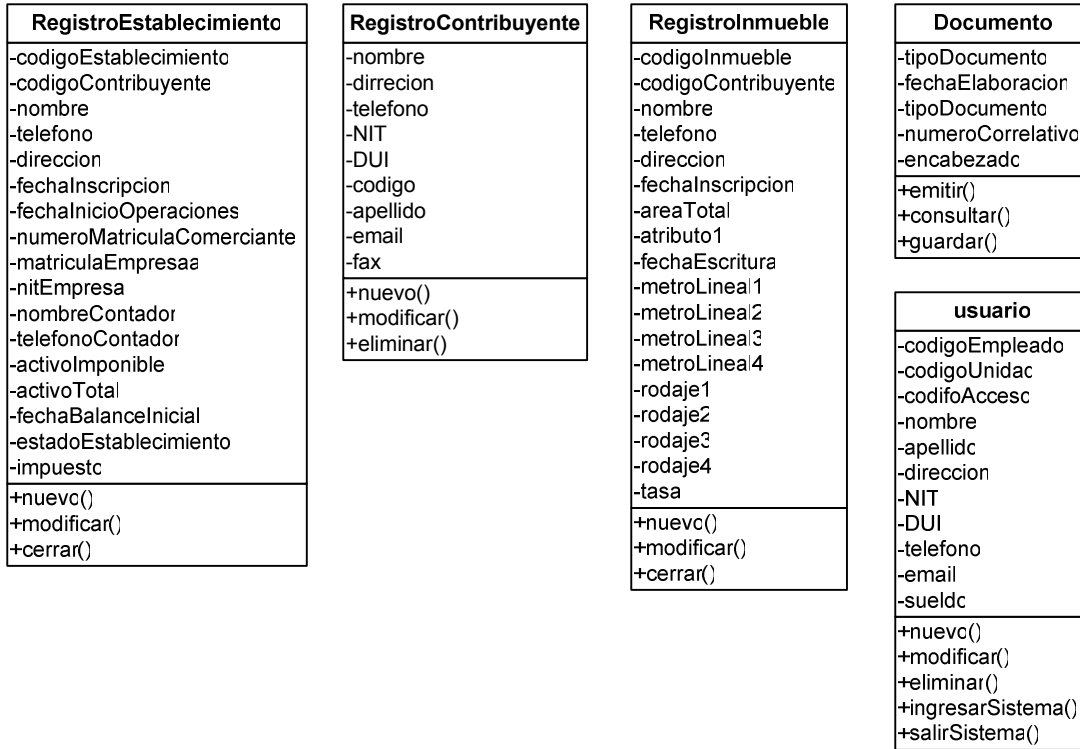 RegistroEstablecimiento
-codigoEstablecimiento
-codigoContribuyente
-nombre
-telefono
-direccion
-fechaInscripcion
-fechaInicioOperaciones
-numeroMatriculaComerciante
-matriculaEmpresaa
-nitEmpresa
-nombreContador
-telefonoContador
-activoImponible
-activoTotal
-fechaBalanceInicial
-estadoEstablecimiento
-impuesto
+nuevo()
+modificar()
+cerrar()
RegistroContribuyente
-nombre
-dirrecion
-telefono
-NIT
-DUI
-codigo
-apellido
-email
-fax
+nuevo()
+modificar()
+eliminar()
RegistroInmueble
-codigoInmueble
-codigoContribuyente
-nombre
-telefono
-direccion
-fechaInscripcion
-areaTotal
-atributo1
-fechaEscritura
-metroLineal1
-metroLineal2
-metroLineal3
-metroLineal4
-rodaje1
-rodaje2
-rodaje3
-rodaje4
-tasa
+nuevo()
+modificar()
+cerrar()
Documento
-tipoDocumento
-fechaElaboracion
-tipoDocumento
-numeroCorrelativo
-encabezado
+emitir()
+consultar()
+guardar()
usuario
-codigoEmpleado
-codigoUnidad
-codifoAcceso
-nombre
-apellido
-direccion
-NIT
-DUI
-telefono
-email
-sueldo
+nuevo()
+modificar()
+eliminar()
+ingresarSistema()
+salirSistema()